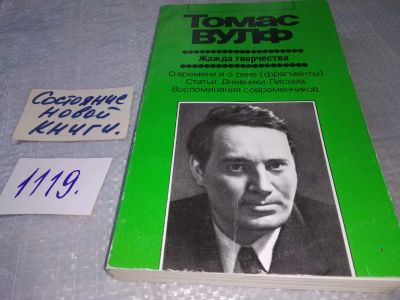 Томас
ВУЛФ
Жажда творчества
О времени и о реке (фрагменты).
Статьи. Дневники. Письма.
Воспоминания современников.
Состояние
новой
книги.
1119.